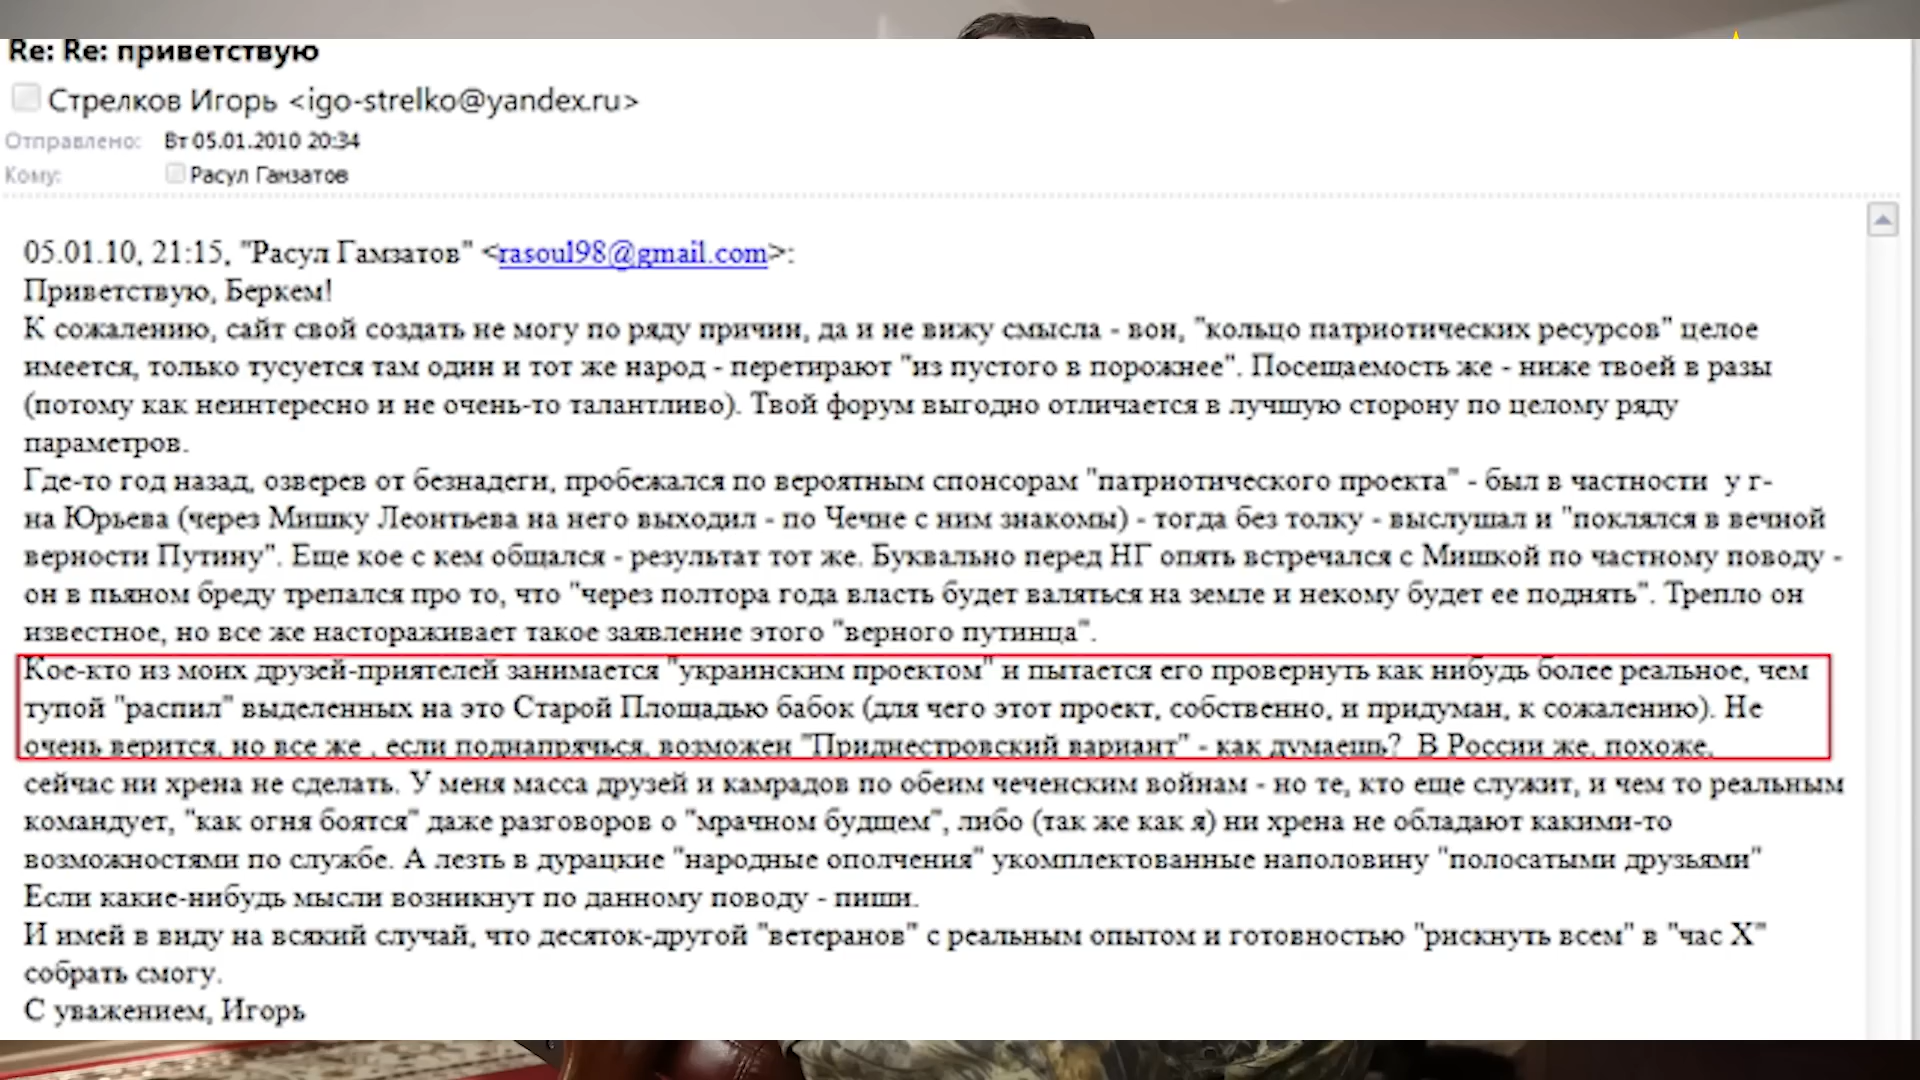 Re: Re: приветствую
Стрелков Игорь <igo-strelko@yandex.ru>
Отправлено: Вт 05.01.2010 20:34
Кому: Расул Гамзатов
05.01.10, 21:15, "Расул Гамзатов" <rasoul98@gmail.com>:
Приветствую, Беркем!
К сожалению, сайт свой создать не могу по ряду причин, да и не вижу смысла - вон, "кольцо патриотических ресурсов" целое
имеется, только тусуется там один и тот же народ - перетирают "из пустого в порожнее". Посещаемость же - ниже твоей в разы
(потому как неинтересно и не очень-то талантливо). Твой форум выгодно отличается в лучшую сторону по целому ряду
параметров.
Где-то год назад, озверев от безнадеги, пробежался по вероятным спонсорам "патриотического проекта" - был в частности у г-
на Юрьева (через Мишку Леонтьева на него выходил - по Чечне с ним знакомы) - тогда без толку - выслушал и "поклялся в вечной
верности Путину". Еще кое с кем общался - результат тот же. Буквально перед НГ опять встречался с Мишкой по частному поводу -
он в пьяном бреду трепался про то, что "через полтора года власть будет валяться на земле и некому будет ее поднять". Трепло он
известное, но все же настораживает такое заявление этого "верного путинца".
Кое-кто из моих друзей-приятелей занимается "украинским проектом" и пытается его провернуть как нибудь более реальное, чем
тупой "распил" выделенных на это Старой Площадью бабок (для чего этот проект, собственно, и придуман, к сожалению). Не
очень верится, но все же , если поднапрячься, возможен "Приднестровский вариант" - как думаешь? В России же, похоже,
сейчас ни хрена не сделать. У меня масса друзей и камрадов по обеим чеченским войнам - но те, кто еще служит, и чем то реальным
командует, "как огня боятся" даже разговоров о "мрачном будщем", либо (так же как я) ни хрена не обладают какими-то
возможностями по службе. А лезть в дурацкие "народные ополчения" укомплектованные наполовину "полосатыми друзьями"
Если какие-нибудь мысли возникнут по данному поводу - пиши.
И имей в виду на всякий случай, что десяток-другой "ветеранов" с реальным опытом и готовностью "рискнуть всем" в "час Х"
собрать смогу.
С уважением, Игорь